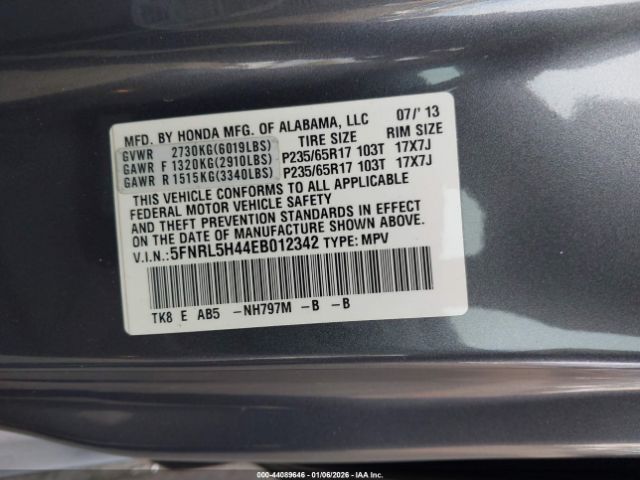 MFD. BY HONDA MFG. OF ALABAMA, LLC 07/'13
GVWR 2730KG(6019LBS) TIRE SIZE RIM SIZE
GAWR F 1320KG(2910LBS) P235/65R17 103T 17X7J
GAWR R 1515KG(3340LBS) P235/65R17 103T 17X7J
THIS VEHICLE CONFORMS TO ALL APPLICABLE
FEDERAL MOTOR VEHICLE SAFETY
AND THEFT PREVENTION STANDARDS IN EFFECT
ON THE DATE OF MANUFACTURE SHOWN ABOVE.
V.I.N.:5FNRL5H44EB012342 TYPE: MPV
TK8 E AB5 -NH797M -B -B
000-44089646 - 01/06/2026 - IAA Inc.